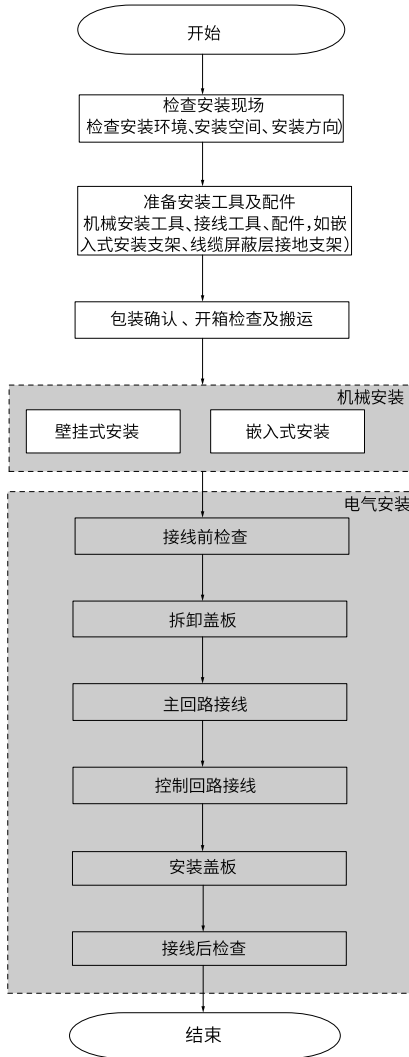 开始
检查安装现场
检查安装环境、安装空间、安装方向)
准备安装工具及配件
机械安装工具、接线工具、配件,如嵌
入式安装支架、线缆屏蔽层接地支架)
包装确认、开箱检查及搬运
机械安装
壁挂式安装
嵌入式安装
电气安装
接线前检查
拆卸盖板
主回路接线
控制回路接线
安装盖板
接线后检查
结束